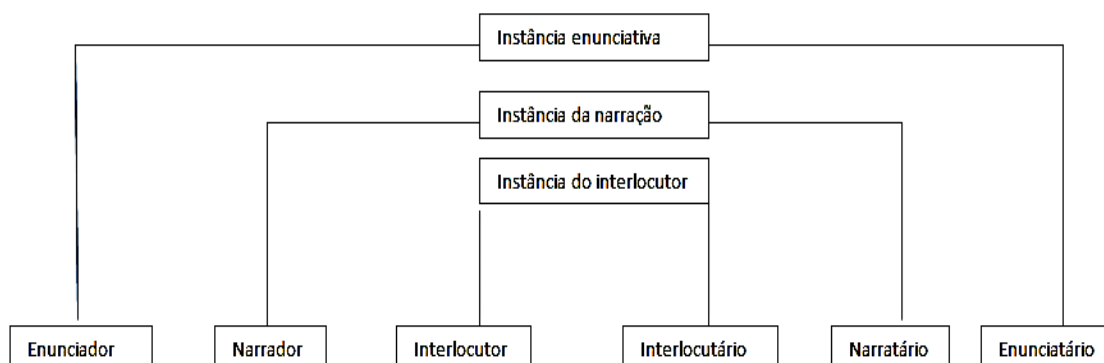 Instância enunciativa
Instância da narração
Instância do interlocutor
Enunciador
Narrador
Interlocutor
Interlocutário
Narratário
Enunciatário